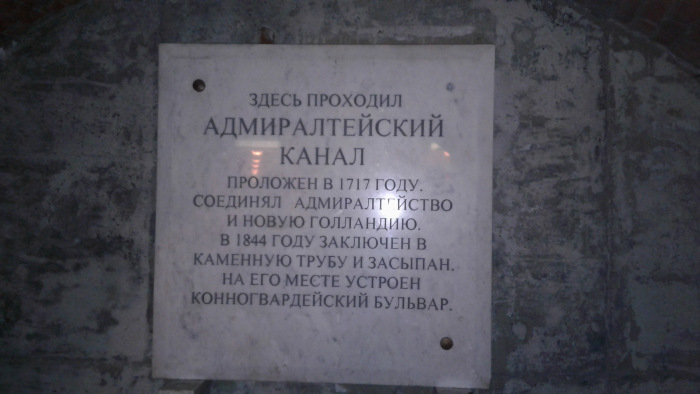 ЗДЕСЬ ПРОХОДИЛ
АДМИРАЛТЕЙСКИЙ
КАНАЛ
ПРОЛОЖЕН В 1717 ГОДУ.
СОЕДИНЯЛ АДМИРАЛТЕЙСТВО
И НОВУЮ ГОЛЛАНДИЮ.
В 1844 ГОДУ ЗАКЛЮЧЕН В
КАМЕННУЮ ТРУБУ И ЗАСЫПАН.
НА ЕГО МЕСТЕ УСТРОЕН
КОННОГВАРДЕЙСКИЙ БУЛЬВАР.